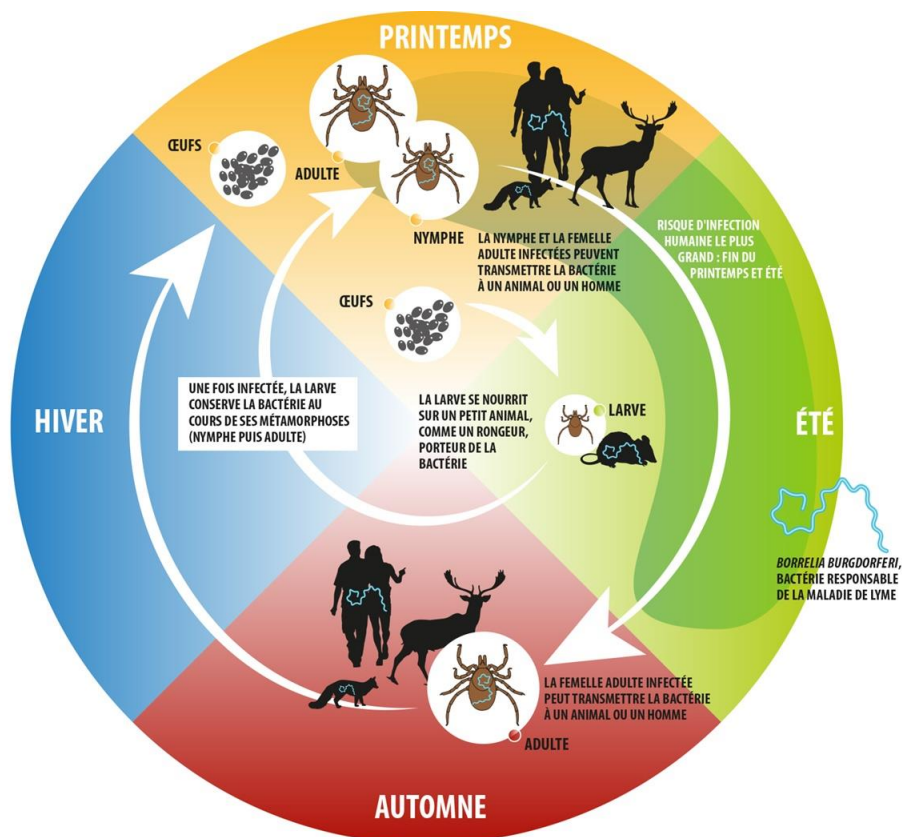 PRINTEMPS
ŒUFS
ADULTE
NYMPHE
LA NYMPHE ET LA FEMELLE
ADULTE INFECTÉES PEUVENT
TRANSMETTRE LA BACTÉRIE
À UN ANIMAL OU UN HOMME
RISQUE D'INFECTION
HUMAINE LE PLUS
GRAND : FIN DU
PRINTEMPS ET ÉTÉ
ŒUFS
UNE FOIS INFECTÉE, LA LARVE
CONSERVE LA BACTÉRIE AU
COURS DE SES MÉTAMORPHOSES
(NYMPHE PUIS ADULTE)
LA LARVE SE NOURRIT
SUR UN PETIT ANIMAL,
COMME UN RONGEUR,
PORTEUR DE LA
BACTÉRIE
LARVE
HIVER
ÉTÉ
BORRELIA BURGDORFERI,
BACTÉRIE RESPONSABLE
DE LA MALADIE DE LYME
LA FEMELLE ADULTE INFECTÉE
PEUT TRANSMETTRE LA BACTÉRIE
À UN ANIMAL OU UN HOMME
ADULTE
AUTOMNE